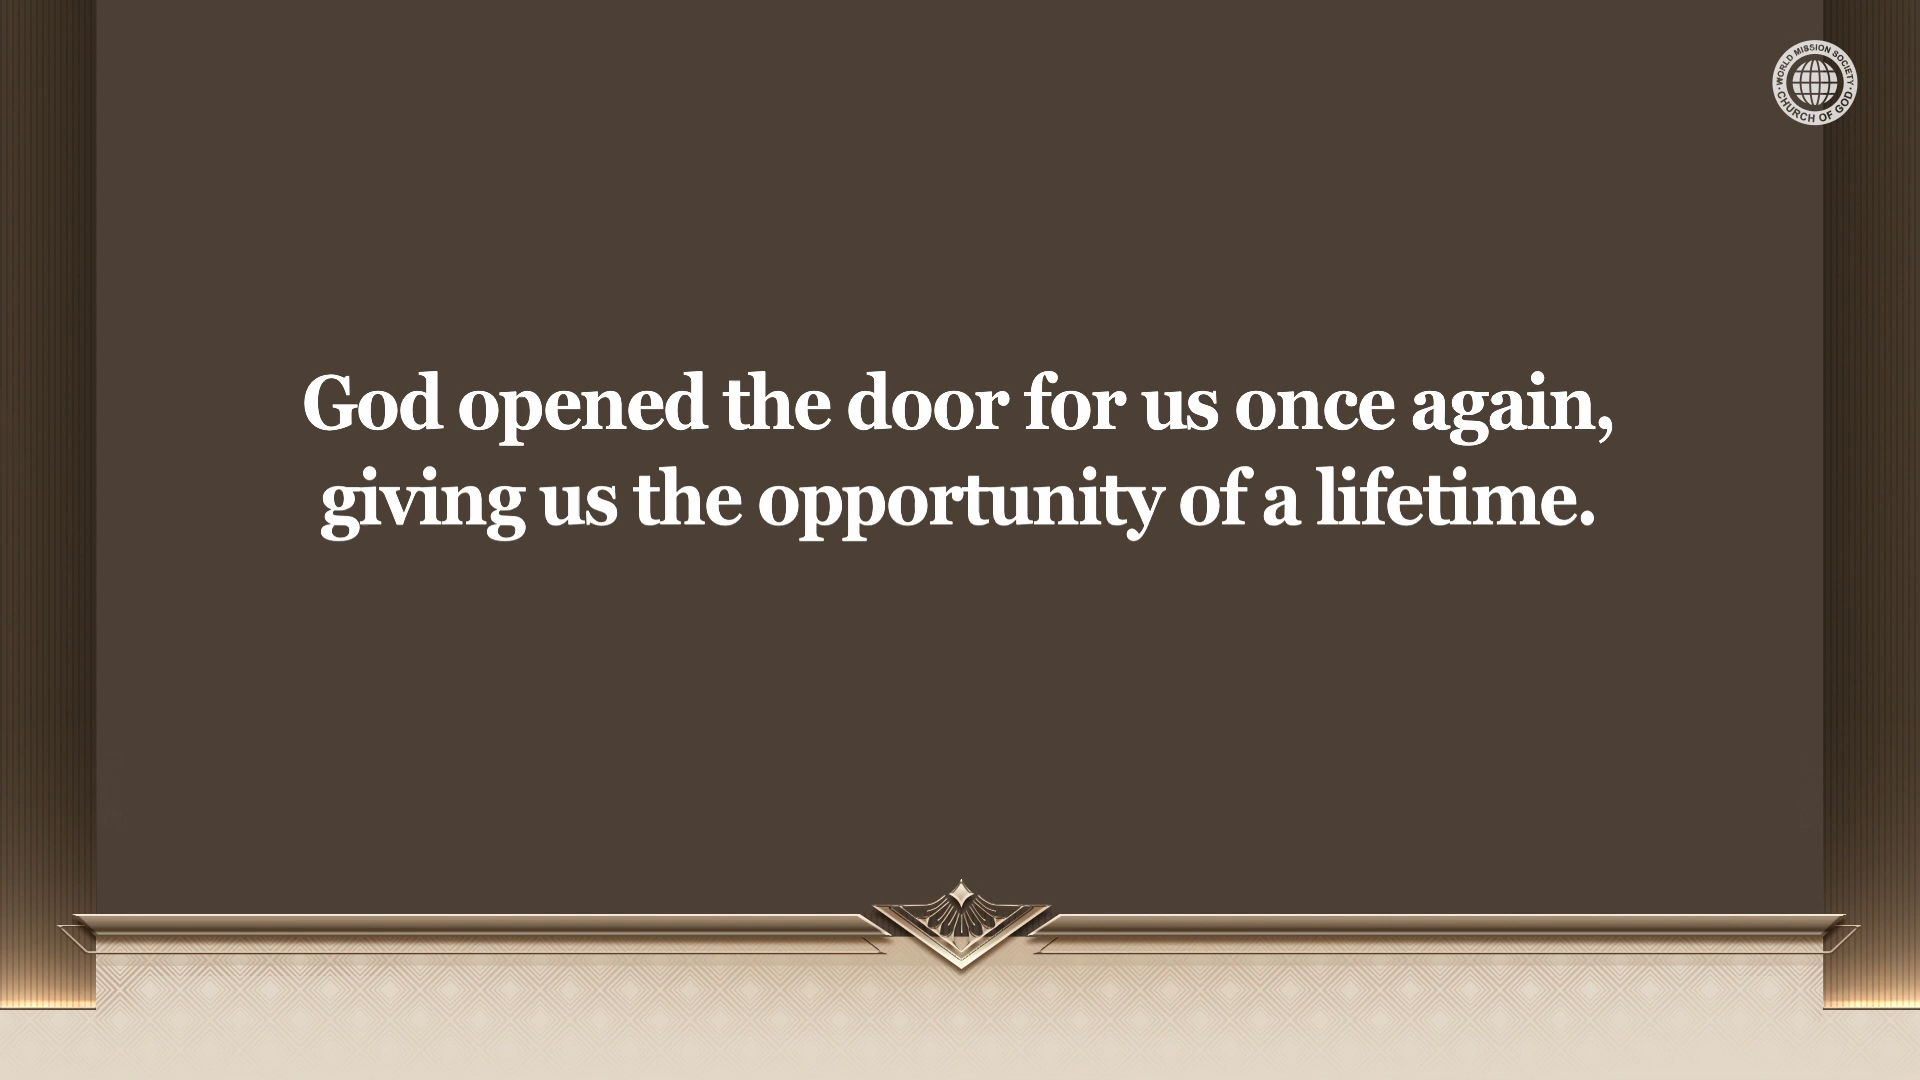 WORLD MISSION SOCIETY
CHURCH OF GOD
God opened the door for us once again,
giving us the opportunity of a lifetime.